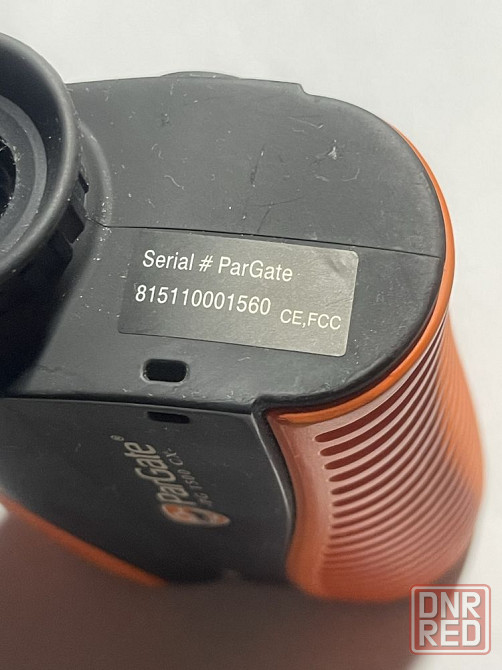 Serial # ParGate
815110001560 CE,FCC
ParGate®
DNR
RED